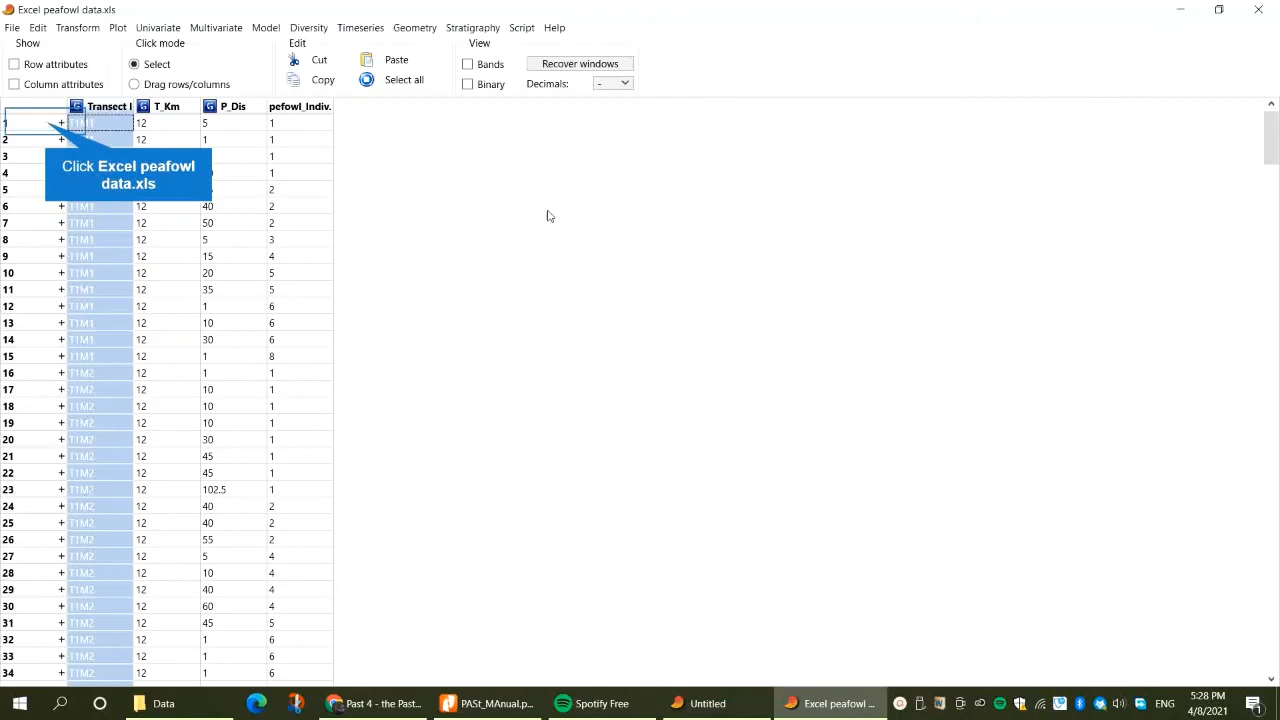 Excel peafowl data.xls
File Edit Transform Plot Univariate Multivariate Model Diversity Timeseries Geometry Stratigraphy Script Help
Show Click mode Edit View
Row attributes Select Cut Paste Bands Recover windows
Column attributes Drag rows/columns Copy Select all Binary Decimals: -
Transect I T_Km P_Dis pefowl_Indiv.
1 + T1M1 12 5 1
2 12 1 1
3 1
4 1
5 2
Click Excel peafowl
data.xls
6 + T1M1 12 40 2
7 + T1M1 12 50 2
8 + T1M1 12 5 3
9 + T1M1 12 15 4
10 + T1M1 12 20 5
11 + T1M1 12 35 5
12 + T1M1 12 1 6
13 + T1M1 12 10 6
14 + T1M1 12 30 6
15 + T1M1 12 1 8
16 + T1M2 12 1 1
17 + T1M2 12 10 1
18 + T1M2 12 10 1
19 + T1M2 12 10 1
20 + T1M2 12 30 1
21 + T1M2 12 45 1
22 + T1M2 12 45 1
23 + T1M2 12 102.5 1
24 + T1M2 12 40 2
25 + T1M2 12 40 2
26 + T1M2 12 55 2
27 + T1M2 12 5 4
28 + T1M2 12 10 4
29 + T1M2 12 40 4
30 + T1M2 12 60 4
31 + T1M2 12 45 5
32 + T1M2 12 1 6
33 + T1M2 12 1 6
34 + T1M2 12 1 6
Data Past 4 - the Past... PASt_MAnual.p... Spotify Free Untitled Excel peafowl ... ENG 5:28 PM
4/8/2021